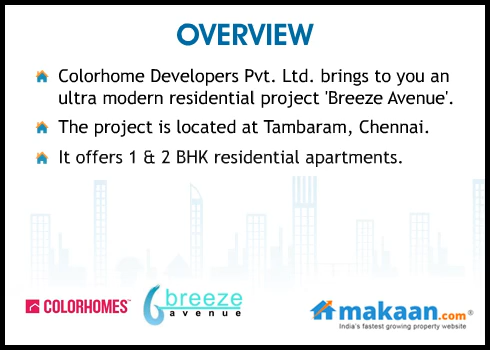 OVERVIEW
Colorhome Developers Pvt. Ltd. brings to you an
ultra modern residential project 'Breeze Avenue'.
The project is located at Tambaram, Chennai.
It offers 1 & 2 BHK residential apartments.
COLORHOMES™
breeze
avenue
makaan.com®
India's fastest growing property website